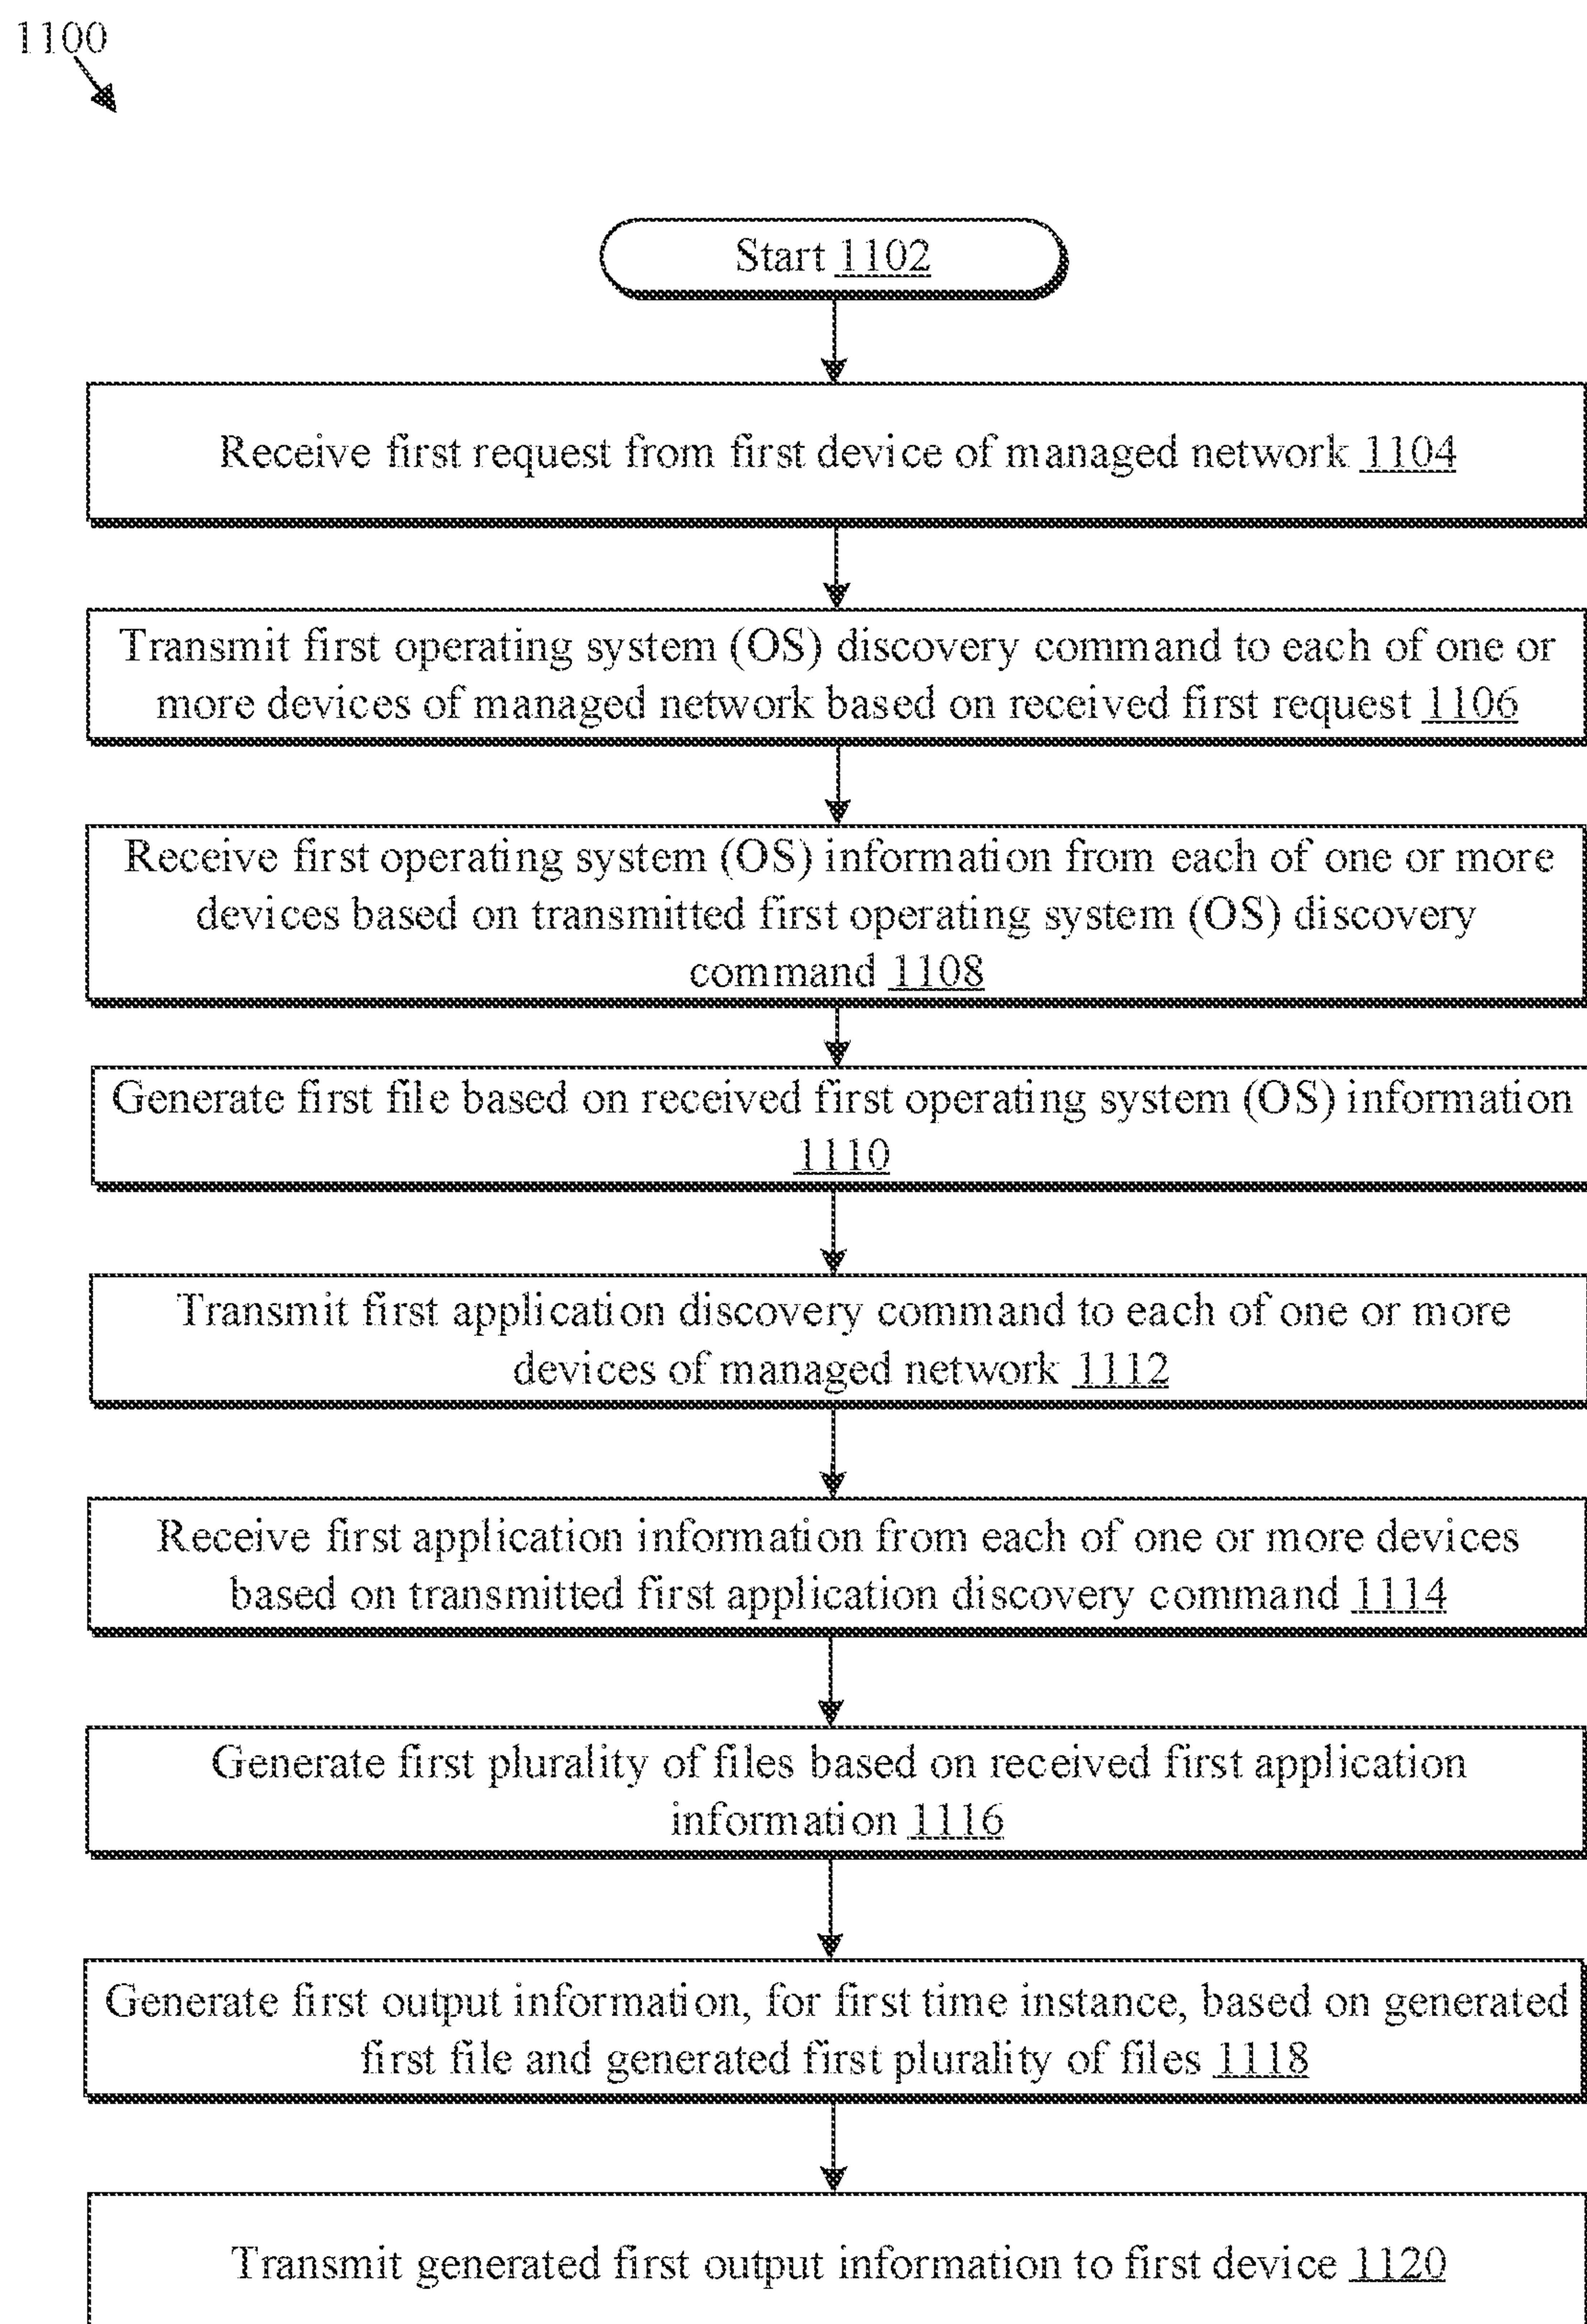 1100
Start 1102
Receive first request from first device of managed network 1104
Transmit first operating system (OS) discovery command to each of one or
more devices of managed network based on received first request 1106
Receive first operating system (OS) information from each of one or more
devices based on transmitted first operating system (OS) discovery
command 1108
Generate first file based on received first operating system (OS) information
1110
Transmit first application discovery command to each of one or more
devices of managed network 1112
Receive first application information from each of one or more devices
based on transmitted first application discovery command 1114
Generate first plurality of files based on received first application
information 1116
Generate first output information, for first time instance, based on generated
first file and generated first plurality of files 1118
Transmit generated first output information to first device 1120